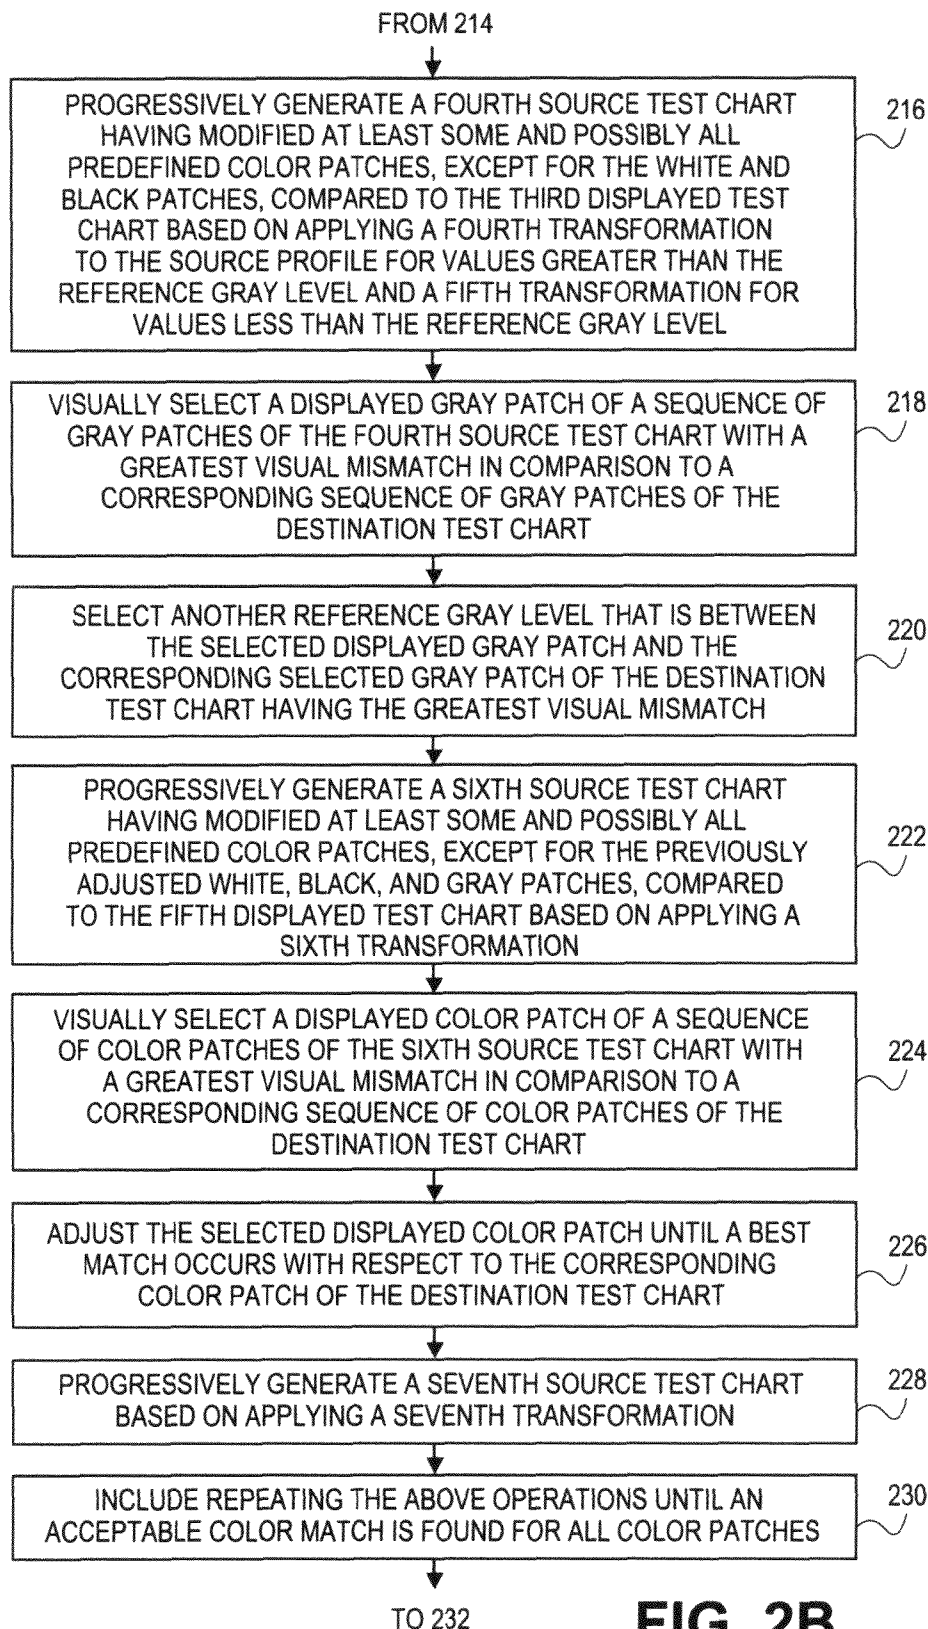 FROM 214
PROGRESSIVELY GENERATE A FOURTH SOURCE TEST CHART
HAVING MODIFIED AT LEAST SOME AND POSSIBLY ALL
PREDEFINED COLOR PATCHES, EXCEPT FOR THE WHITE AND
BLACK PATCHES, COMPARED TO THE THIRD DISPLAYED TEST
CHART BASED ON APPLYING A FOURTH TRANSFORMATION
TO THE SOURCE PROFILE FOR VALUES GREATER THAN THE
REFERENCE GRAY LEVEL AND A FIFTH TRANSFORMATION FOR
VALUES LESS THAN THE REFERENCE GRAY LEVEL
216
VISUALLY SELECT A DISPLAYED GRAY PATCH OF A SEQUENCE OF
GRAY PATCHES OF THE FOURTH SOURCE TEST CHART WITH A
GREATEST VISUAL MISMATCH IN COMPARISON TO A
CORRESPONDING SEQUENCE OF GRAY PATCHES OF THE
DESTINATION TEST CHART
218
SELECT ANOTHER REFERENCE GRAY LEVEL THAT IS BETWEEN
THE SELECTED DISPLAYED GRAY PATCH AND THE
CORRESPONDING SELECTED GRAY PATCH OF THE DESTINATION
TEST CHART HAVING THE GREATEST VISUAL MISMATCH
220
PROGRESSIVELY GENERATE A SIXTH SOURCE TEST CHART
HAVING MODIFIED AT LEAST SOME AND POSSIBLY ALL
PREDEFINED COLOR PATCHES, EXCEPT FOR THE PREVIOUSLY
ADJUSTED WHITE, BLACK, AND GRAY PATCHES, COMPARED
TO THE FIFTH DISPLAYED TEST CHART BASED ON APPLYING A
SIXTH TRANSFORMATION
222
VISUALLY SELECT A DISPLAYED COLOR PATCH OF A SEQUENCE
OF COLOR PATCHES OF THE SIXTH SOURCE TEST CHART WITH
A GREATEST VISUAL MISMATCH IN COMPARISON TO A
CORRESPONDING SEQUENCE OF COLOR PATCHES OF THE
DESTINATION TEST CHART
224
ADJUST THE SELECTED DISPLAYED COLOR PATCH UNTIL A BEST
MATCH OCCURS WITH RESPECT TO THE CORRESPONDING
COLOR PATCH OF THE DESTINATION TEST CHART
226
PROGRESSIVELY GENERATE A SEVENTH SOURCE TEST CHART
BASED ON APPLYING A SEVENTH TRANSFORMATION
228
INCLUDE REPEATING THE ABOVE OPERATIONS UNTIL AN
ACCEPTABLE COLOR MATCH IS FOUND FOR ALL COLOR PATCHES
230
TO 232
FIG. 2B